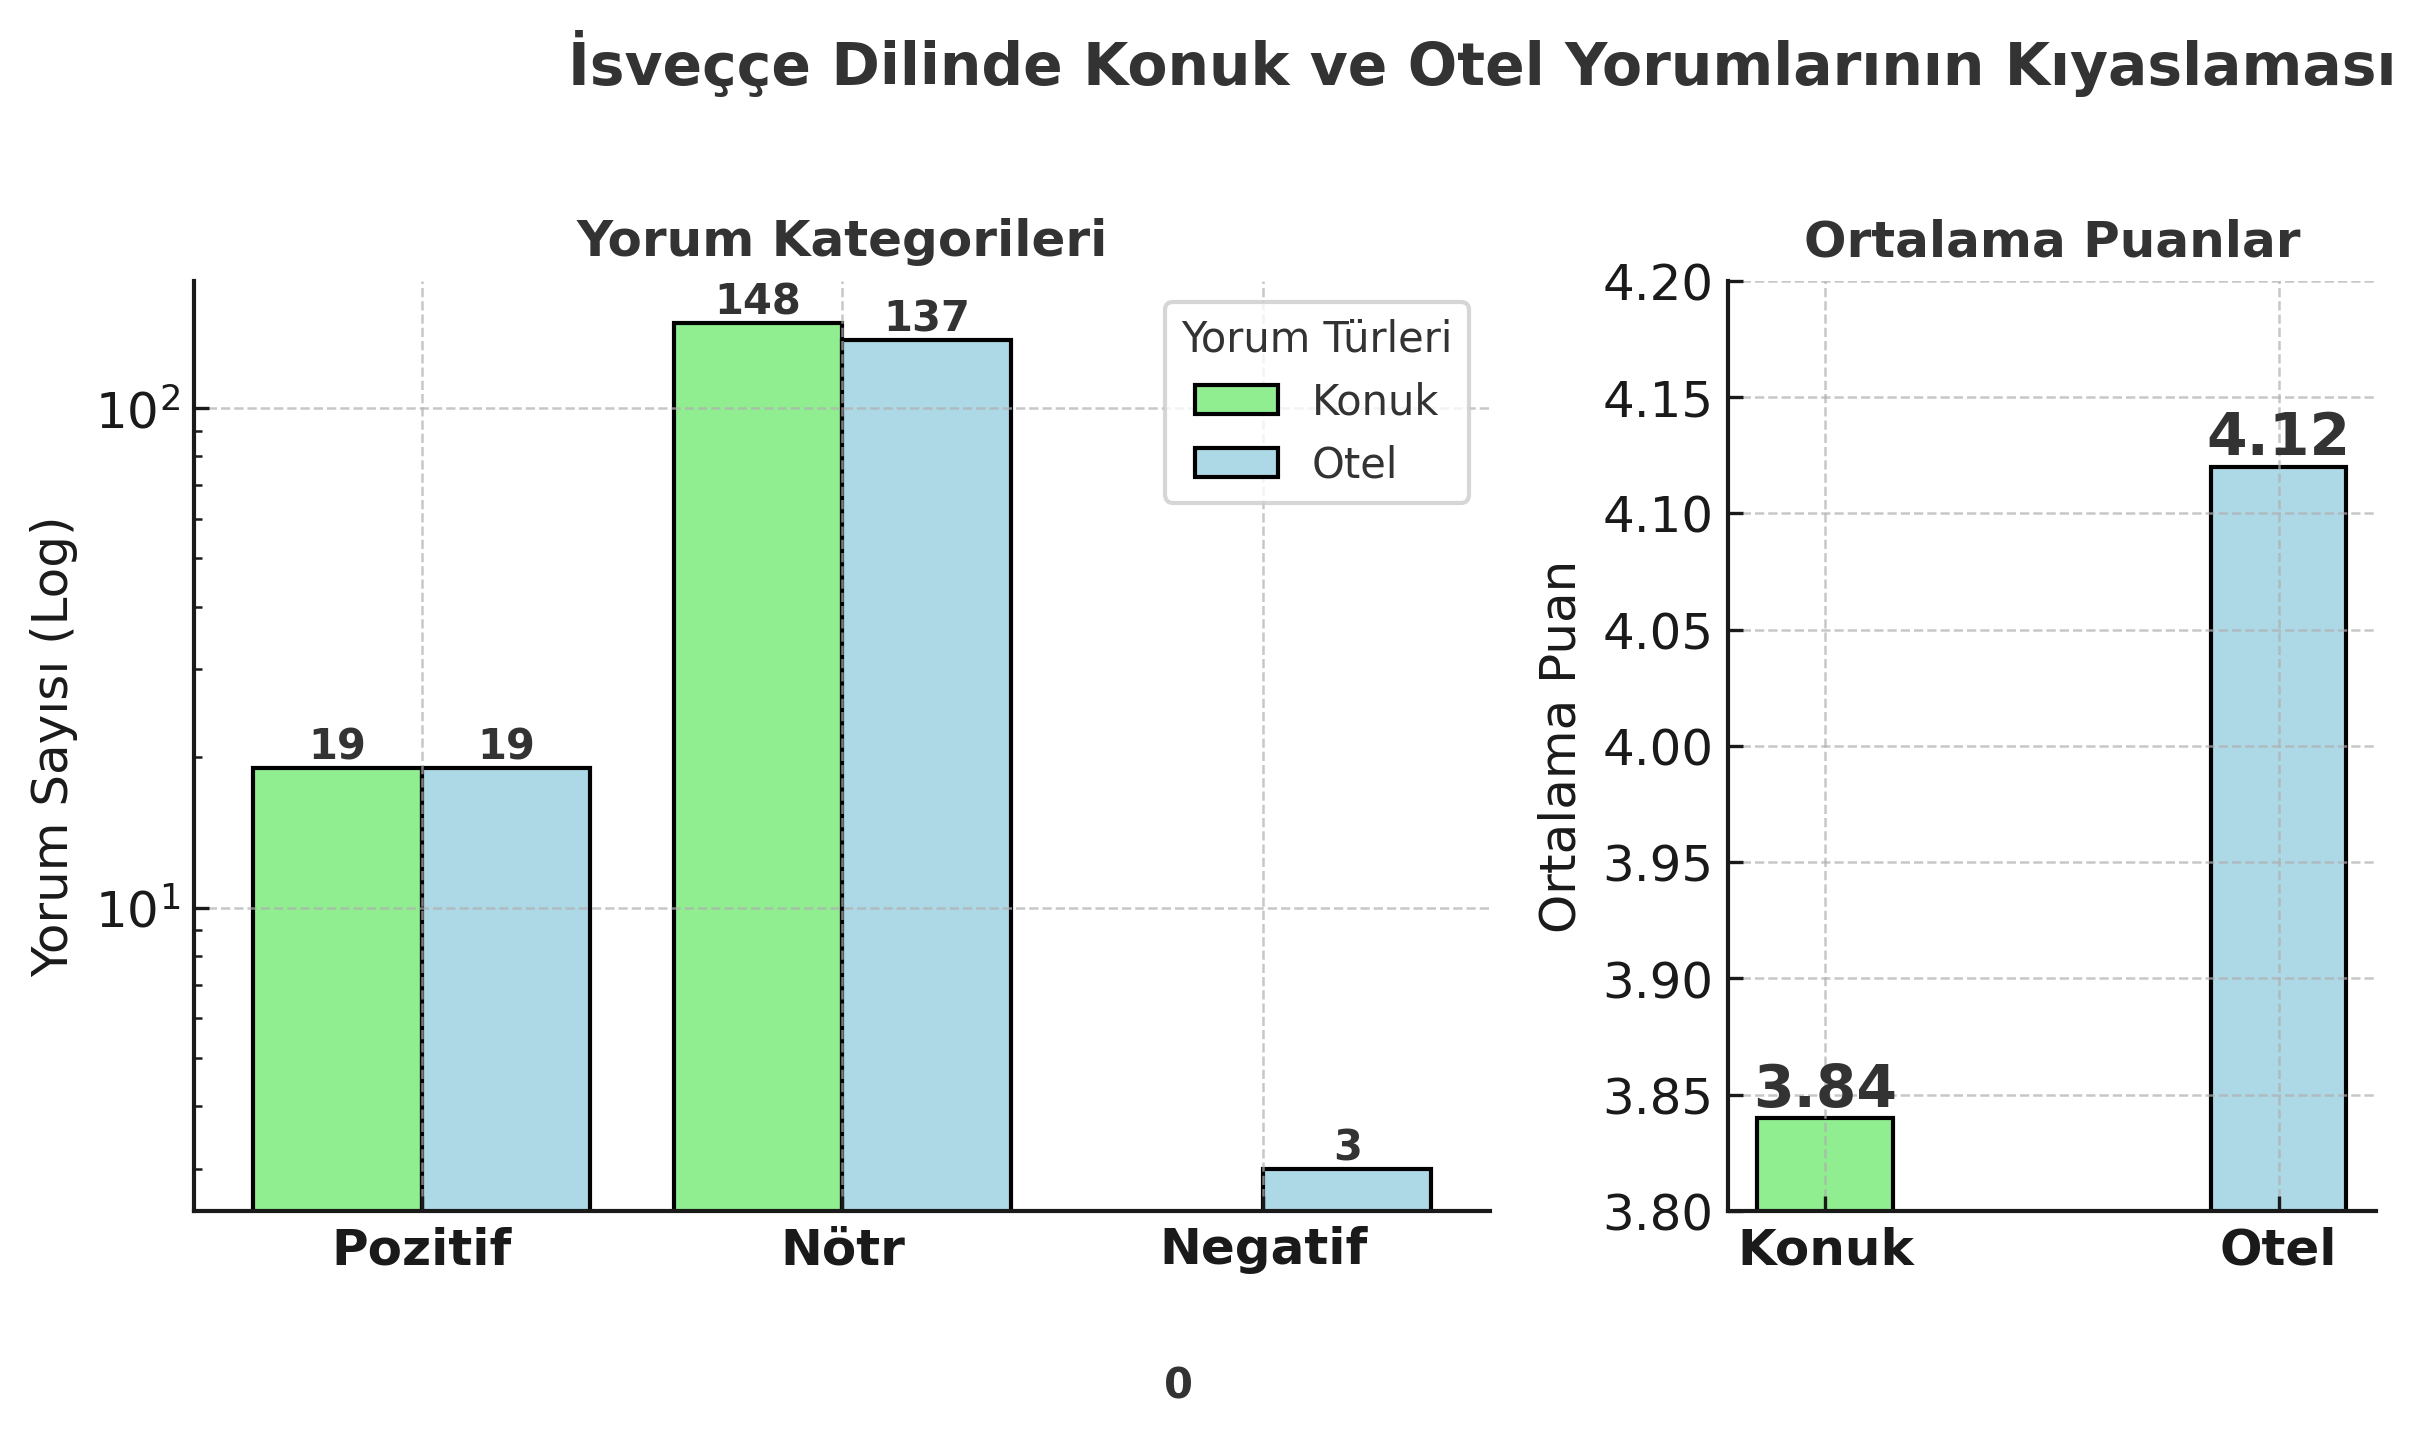 İsveççe Dilinde Konuk ve Otel Yorumlarının Kıyaslaması
Yorum Kategorileri
Yorum Sayısı (Log)
10²
10¹
148
137
19
19
3
0
Pozitif
Nötr
Negatif
Yorum Türleri
Konuk
Otel
Ortalama Puanlar
Ortalama Puan
4.20
4.15
4.10
4.05
4.00
3.95
3.90
3.85
3.80
3.84
4.12
Konuk
Otel